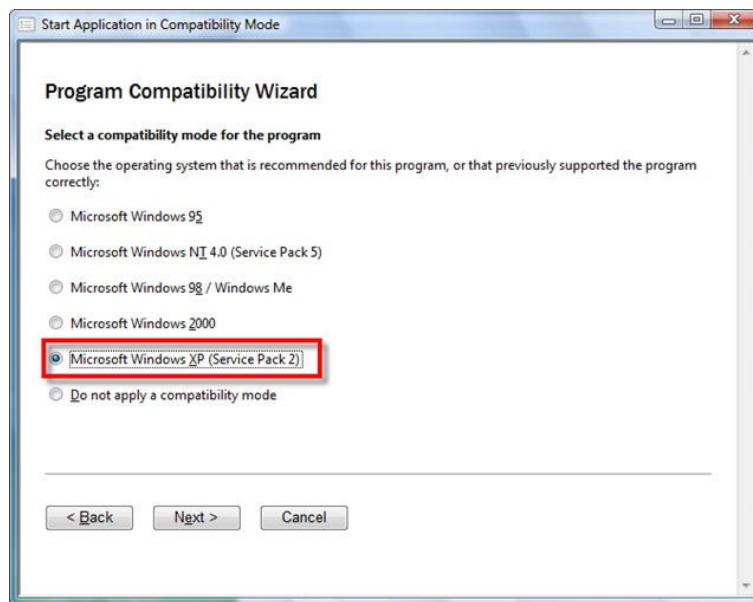 Start Application in Compatibility Mode
Program Compatibility Wizard
Select a compatibility mode for the program
Choose the operating system that is recommended for this program, or that previously supported the program
correctly:
Microsoft Windows 95
Microsoft Windows NT 4.0 (Service Pack 5)
Microsoft Windows 98 / Windows Me
Microsoft Windows 2000
Microsoft Windows XP (Service Pack 2)
Do not apply a compatibility mode
< Back Next > Cancel